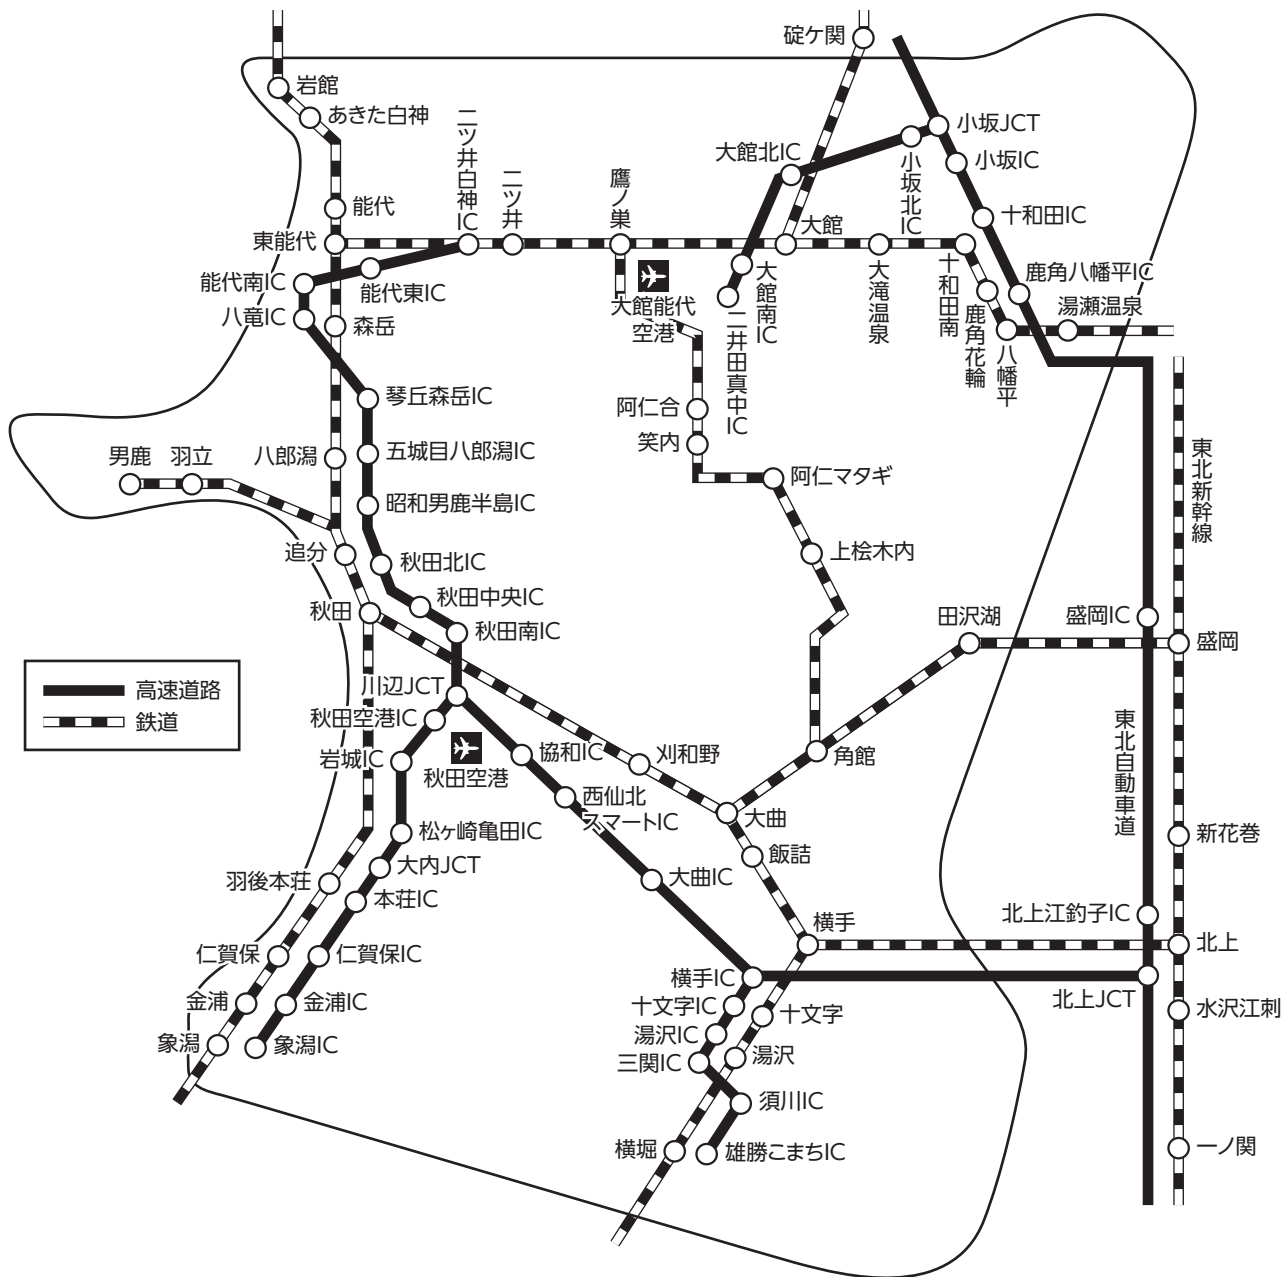 碇ケ関
岩館
あきた白神
二ツ井白神IC
二ツ井
鷹ノ巣
大館北IC
小坂JCT
小坂北IC
小坂IC
能代
大館
十和田IC
東能代
能代南IC
能代東IC
八竜IC
森岳
大館能代
空港
大館南IC
二井田真中IC
大滝温泉
十和田南
鹿角花輪
八幡平
鹿角八幡平IC
湯瀬温泉
琴丘森岳IC
阿仁合
笑内
男鹿
羽立
八郎潟
五城目八郎潟IC
阿仁マタギ
東北新幹線
昭和男鹿半島IC
追分
秋田北IC
上桧木内
秋田
秋田中央IC
秋田南IC
田沢湖
盛岡IC
盛岡
高速道路
鉄道
川辺JCT
秋田空港IC
岩城IC
秋田空港
協和IC
刈和野
角館
東北自動車道
西仙北
スマートIC
大曲
松ヶ崎亀田IC
新花巻
大内JCT
飯詰
羽後本荘
本荘IC
大曲IC
横手
北上江釣子IC
仁賀保
仁賀保IC
北上
横手IC
北上JCT
金浦
金浦IC
十文字IC
十文字
水沢江刺
象潟
象潟IC
湯沢IC
湯沢
三関IC
須川IC
横堀
雄勝こまちIC
一ノ関